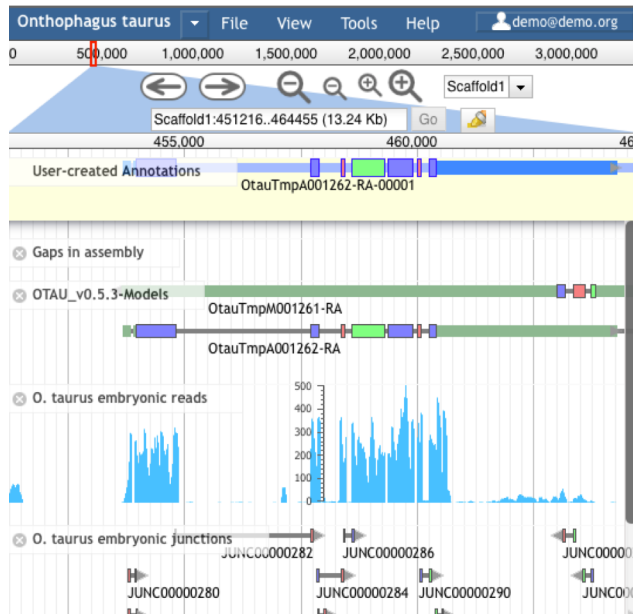 Onthophagus taurus File View Tools Help demo@demo.org
0 500,000 1,000,000 1,500,000 2,000,000 2,500,000 3,000,000
Scaffold1
Scaffold1:451216..464455 (13.24 Kb) Go
455,000 460,000 46
User-created Annotations
OtauTmpA001262-RA-00001
Gaps in assembly
OTAU_v0.5.3-Models
OtauTmpM001261-RA
OtauTmpA001262-RA
O. taurus embryonic reads
500
400
300
200
100
0
O. taurus embryonic junctions
JUNC00000282 JUNC00000286 JUNC0000
JUNC00000280 JUNC00000284 JUNC00000290 JUNC00